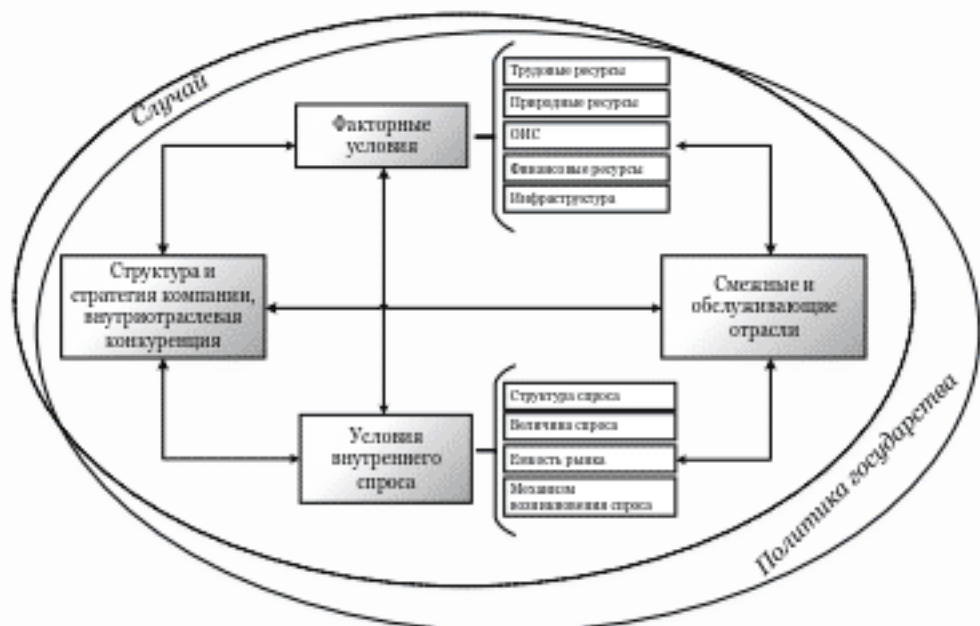 Случай
Факторные
условия
Трудовые ресурсы
Природные ресурсы
ОИС
Финансовые ресурсы
Инфраструктура
Структура и
стратегия компании,
внутриотраслевая
конкуренция
Смежные и
обслуживающие
отрасли
Условия
внутреннего
спроса
Структура спроса
Величина спроса
Емкость рынка
Механизм
возникновения спроса
Политика государства